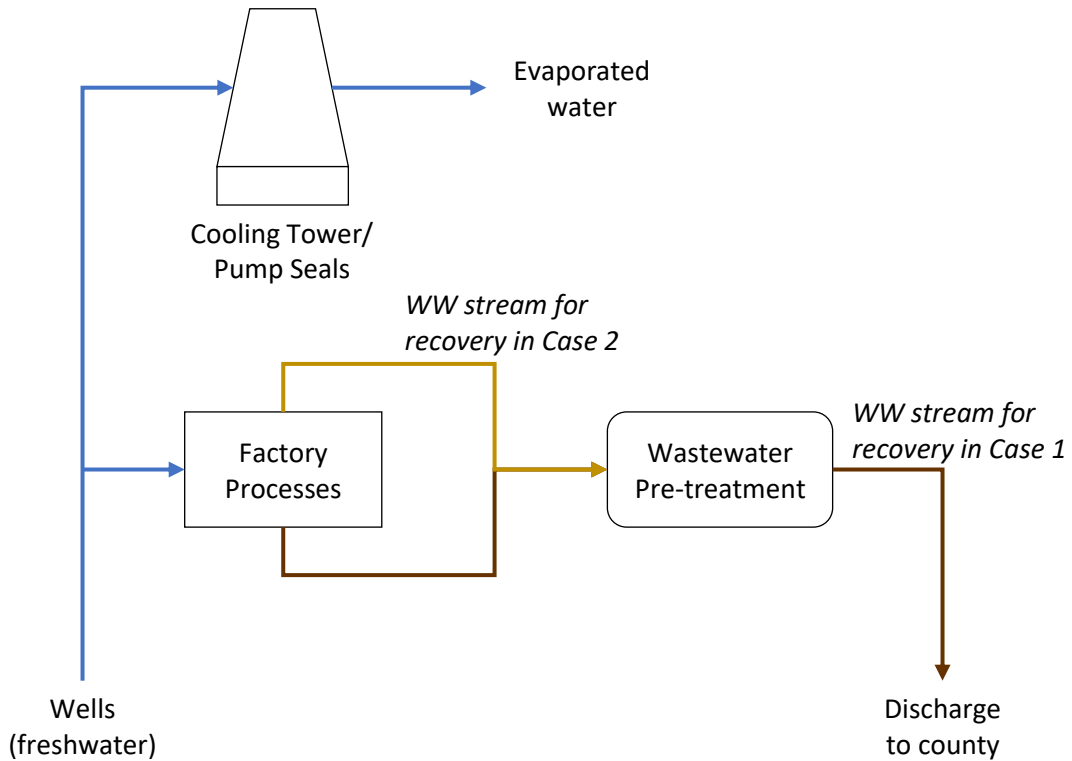 Evaporated
water
Cooling Tower/
Pump Seals
WW stream for
recovery in Case 2
Factory
Processes
Wastewater
Pre-treatment
WW stream for
recovery in Case 1
Wells
(freshwater)
Discharge
to county